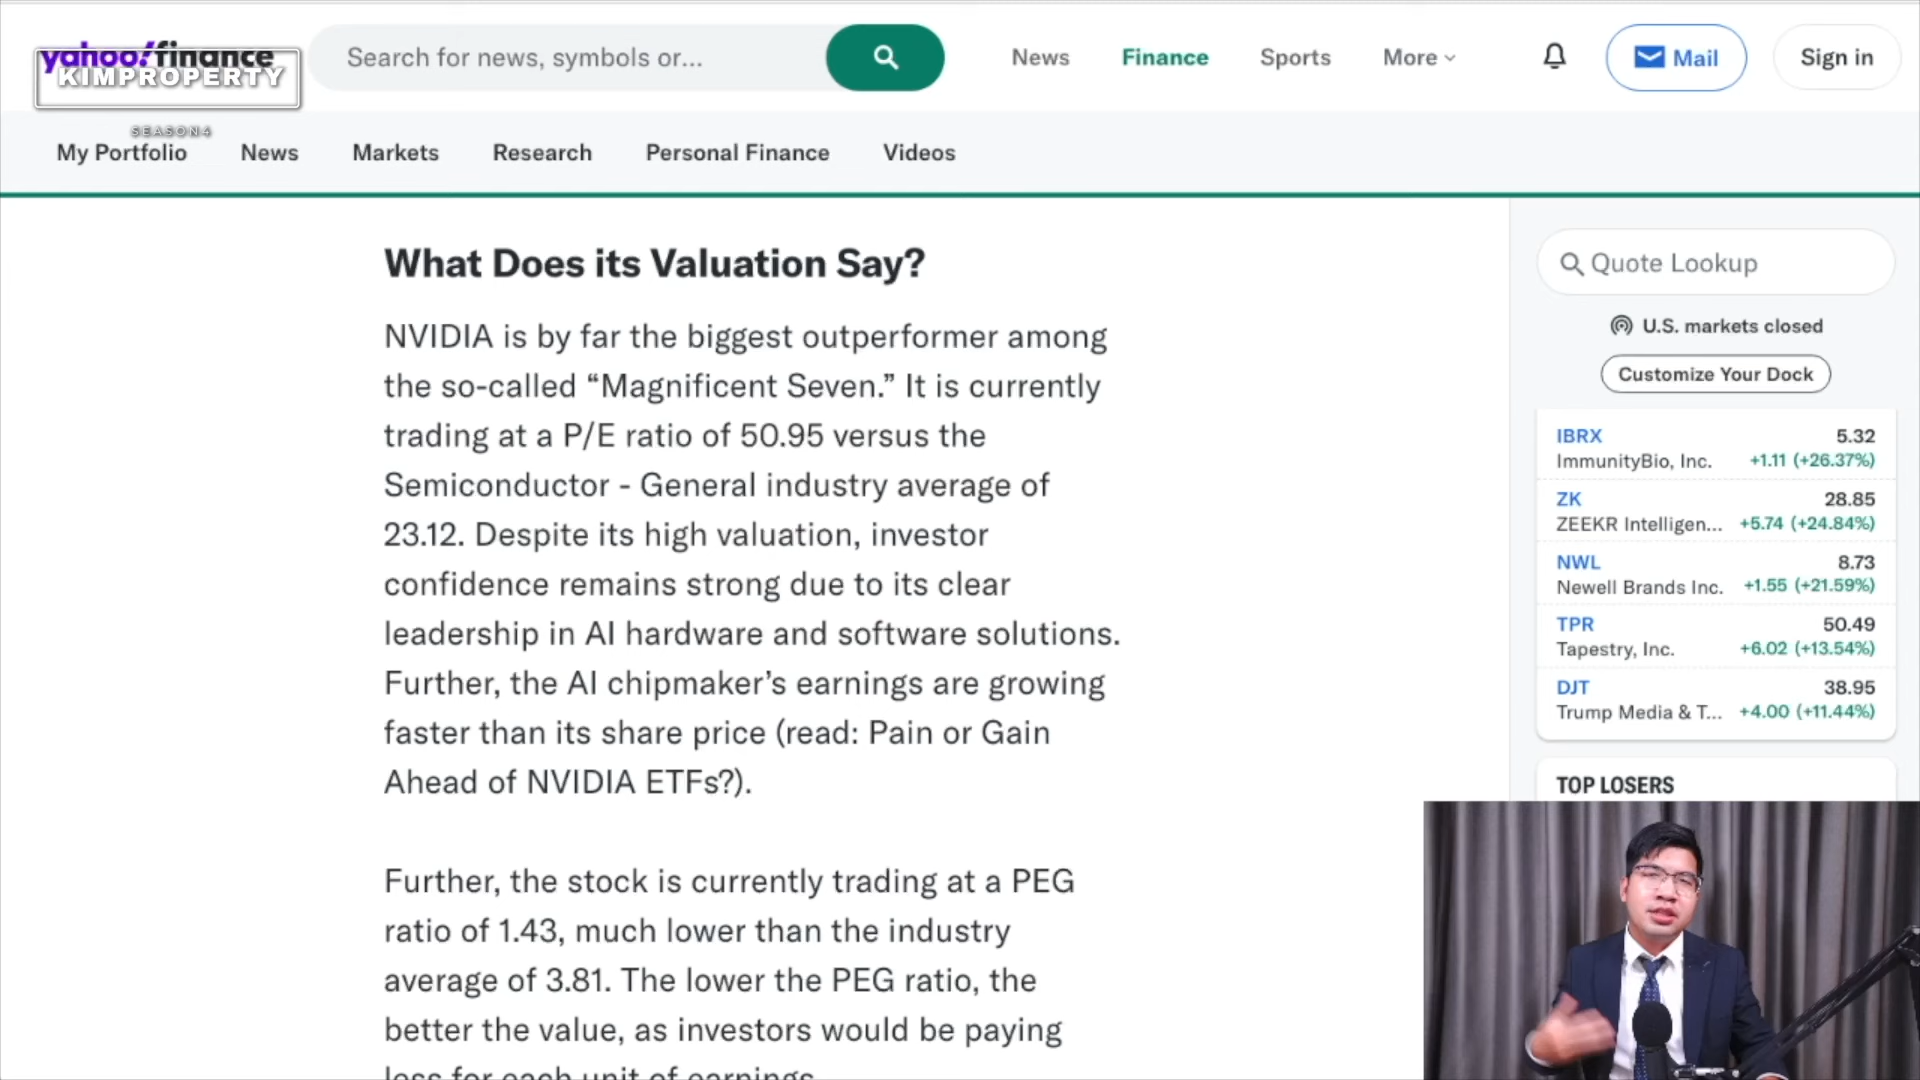 yahoo!finance
KIMPROPERTY
SEASON4
Search for news, symbols or...
News
Finance
Sports
More
Mail
Sign in
My Portfolio
News
Markets
Research
Personal Finance
Videos
What Does its Valuation Say?
NVIDIA is by far the biggest outperformer among
the so-called “Magnificent Seven.” It is currently
trading at a P/E ratio of 50.95 versus the
Semiconductor - General industry average of
23.12. Despite its high valuation, investor
confidence remains strong due to its clear
leadership in AI hardware and software solutions.
Further, the AI chipmaker’s earnings are growing
faster than its share price (read: Pain or Gain
Ahead of NVIDIA ETFs?).
Further, the stock is currently trading at a PEG
ratio of 1.43, much lower than the industry
average of 3.81. The lower the PEG ratio, the
better the value, as investors would be paying
less for each unit of earnings.
Quote Lookup
U.S. markets closed
Customize Your Dock
IBRX 5.32
ImmunityBio, Inc. +1.11 (+26.37%)
ZK 28.85
ZEEKR Intelligen... +5.74 (+24.84%)
NWL 8.73
Newell Brands Inc. +1.55 (+21.59%)
TPR 50.49
Tapestry, Inc. +6.02 (+13.54%)
DJT 38.95
Trump Media & T... +4.00 (+11.44%)
TOP LOSERS